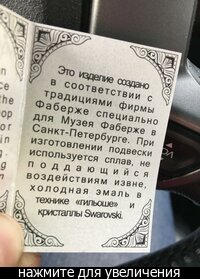 Это изделие создано
в соответствии с
традициями фирмы
Фаберже специально
для Музея Фаберже в
Санкт-Петербурге. При
изготовлении подвески
используется сплав, не
поддающийся
воздействиям извне,
холодная эмаль в
технике «гильоше» и
кристаллы Swarovski.
нажмите для увеличения